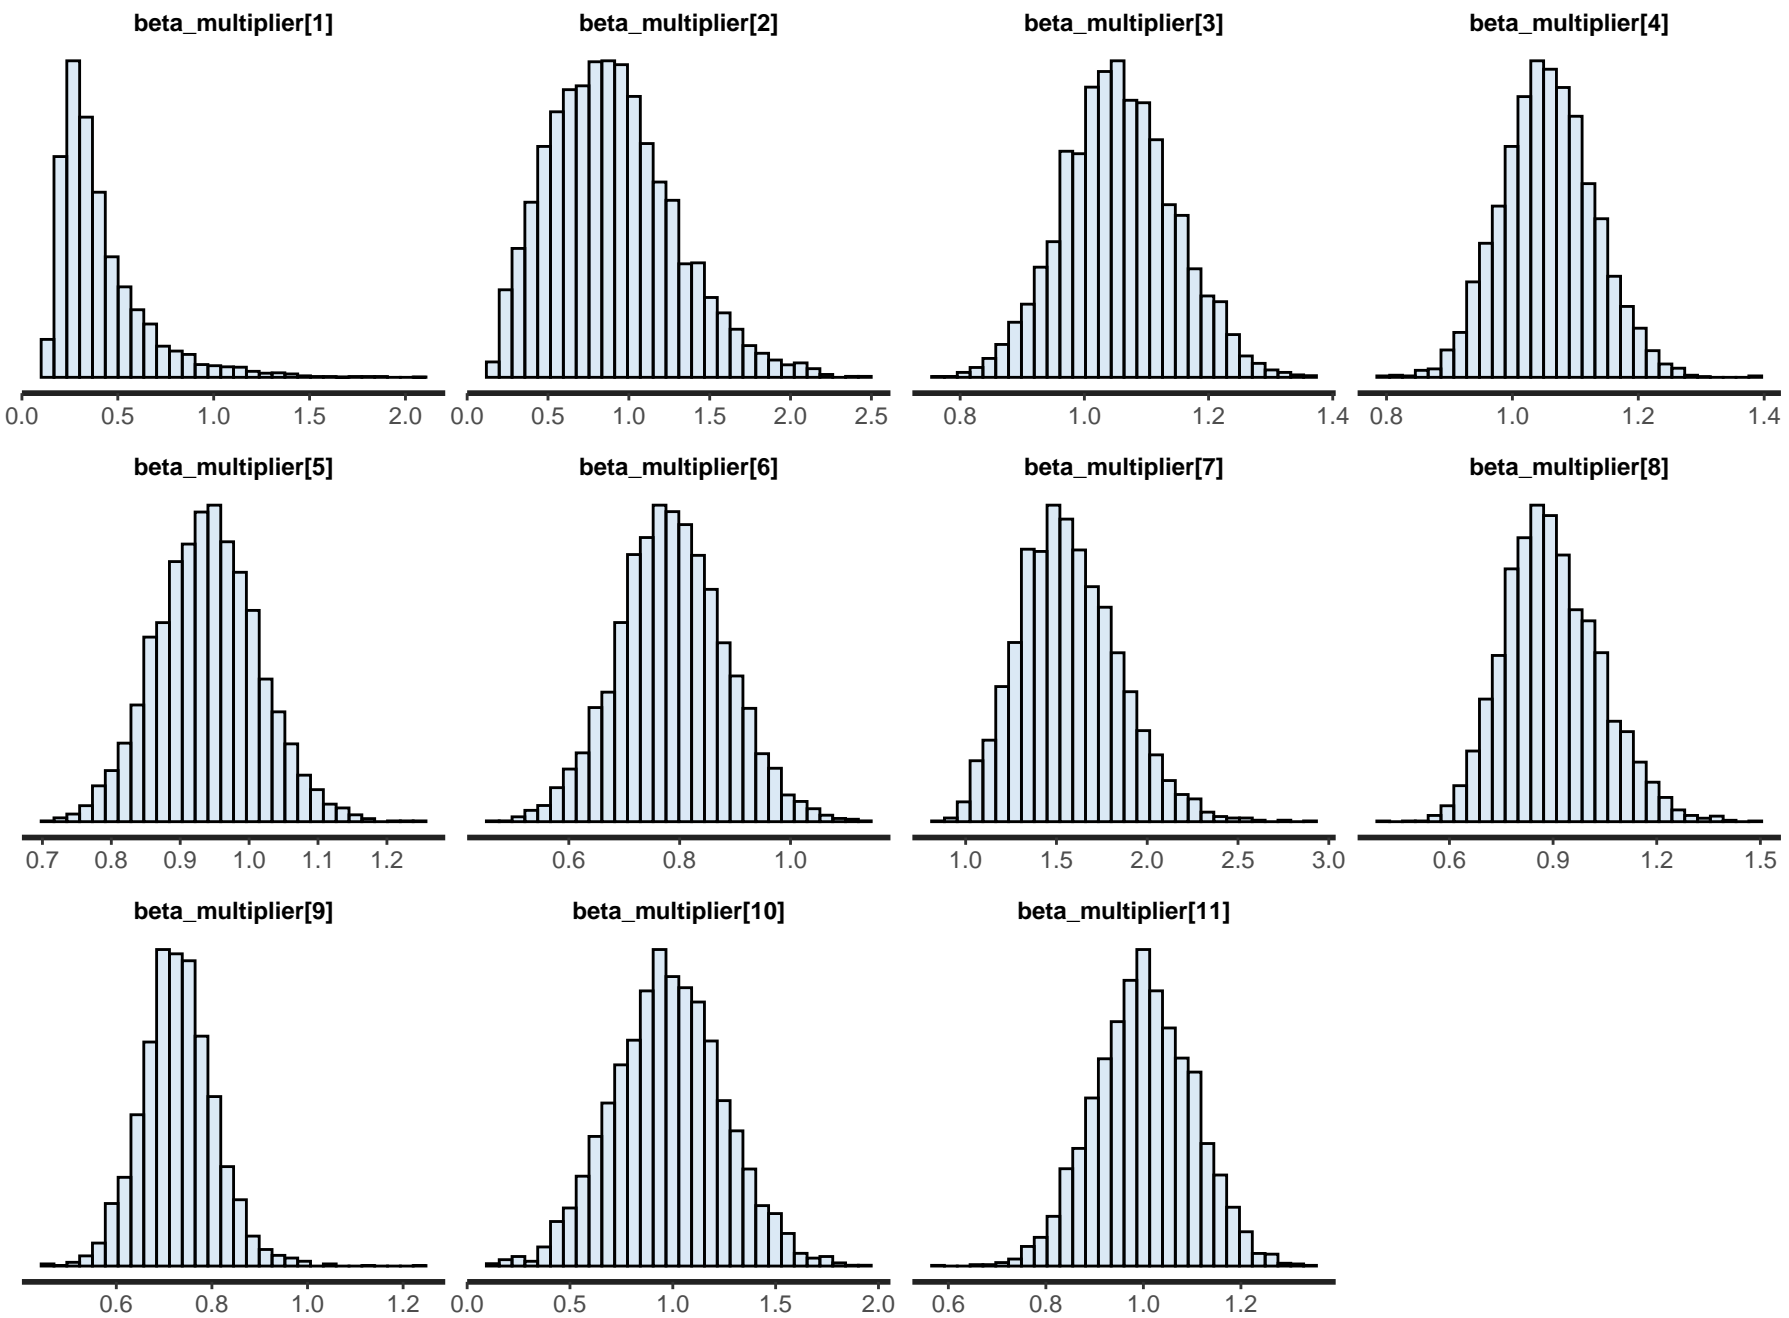 beta_multiplier[1] beta_multiplier[2] beta_multiplier[3] beta_multiplier[4]
0.0 0.5 1.0 1.5 2.0 0.0 0.5 1.0 1.5 2.0 2.5 0.8 1.0 1.2 1.4 0.8 1.0 1.2 1.4
beta_multiplier[5] beta_multiplier[6] beta_multiplier[7] beta_multiplier[8]
0.7 0.8 0.9 1.0 1.1 1.2 0.6 0.8 1.0 1.0 1.5 2.0 2.5 3.0 0.6 0.9 1.2 1.5
beta_multiplier[9] beta_multiplier[10] beta_multiplier[11]
0.6 0.8 1.0 1.2 0.0 0.5 1.0 1.5 2.0 0.6 0.8 1.0 1.2